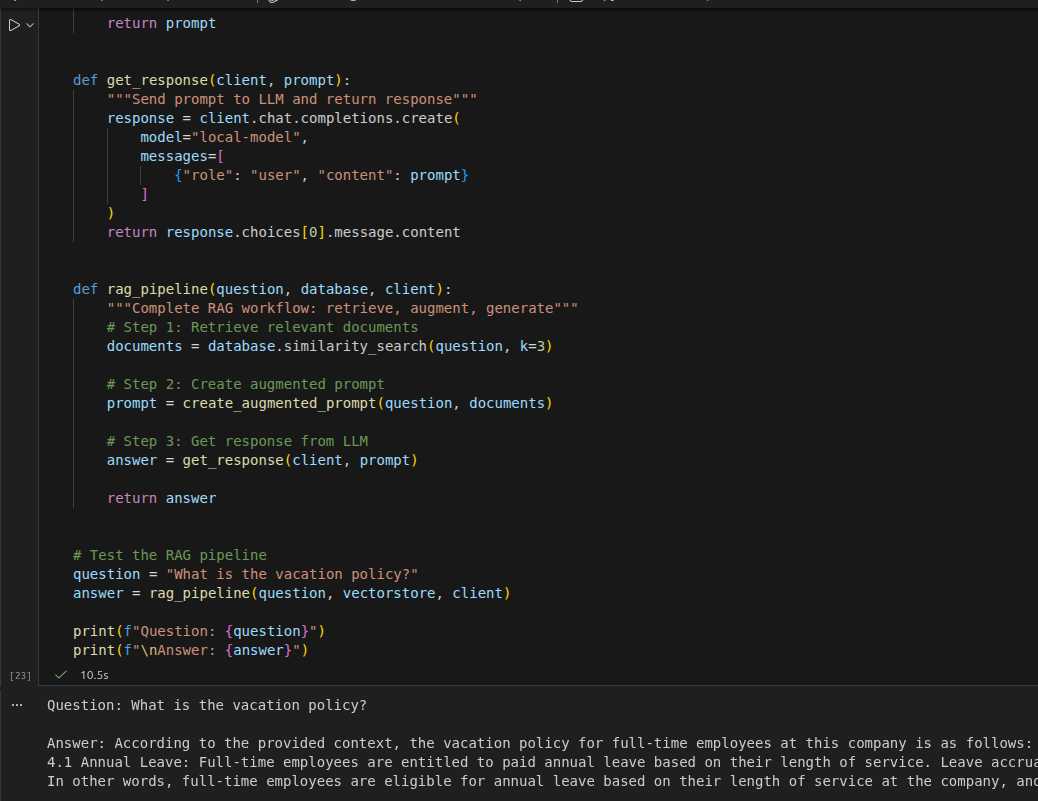 return prompt


def get_response(client, prompt):
    """Send prompt to LLM and return response"""
    response = client.chat.completions.create(
        model="local-model",
        messages=[
            {"role": "user", "content": prompt}
        ]
    )
    return response.choices[0].message.content


def rag_pipeline(question, database, client):
    """Complete RAG workflow: retrieve, augment, generate"""
    # Step 1: Retrieve relevant documents
    documents = database.similarity_search(question, k=3)

    # Step 2: Create augmented prompt
    prompt = create_augmented_prompt(question, documents)

    # Step 3: Get response from LLM
    answer = get_response(client, prompt)

    return answer


# Test the RAG pipeline
question = "What is the vacation policy?"
answer = rag_pipeline(question, vectorstore, client)

print(f"Question: {question}")
print(f"\nAnswer: {answer}")
[23] 10.5s
Question: What is the vacation policy?

Answer: According to the provided context, the vacation policy for full-time employees at this company is as follows:
4.1 Annual Leave: Full-time employees are entitled to paid annual leave based on their length of service. Leave
In other words, full-time employees are eligible for annual leave based on their length of service at the company,